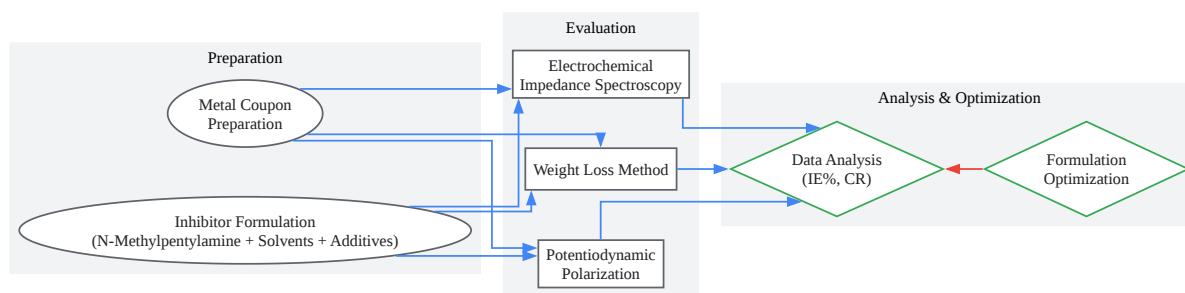 Preparation
Metal Coupon
Preparation
Inhibitor Formulation
(N-Methylpentylamine + Solvents + Additives)
Evaluation
Electrochemical
Impedance Spectroscopy
Weight Loss Method
Potentiodynamic
Polarization
Analysis & Optimization
Data Analysis
(IE%, CR)
Formulation
Optimization